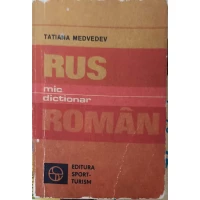 TATIANA MEDVEDEV
RUS
mic
dicționar
ROMÂN
EDITURA
SPORT-
TURISM